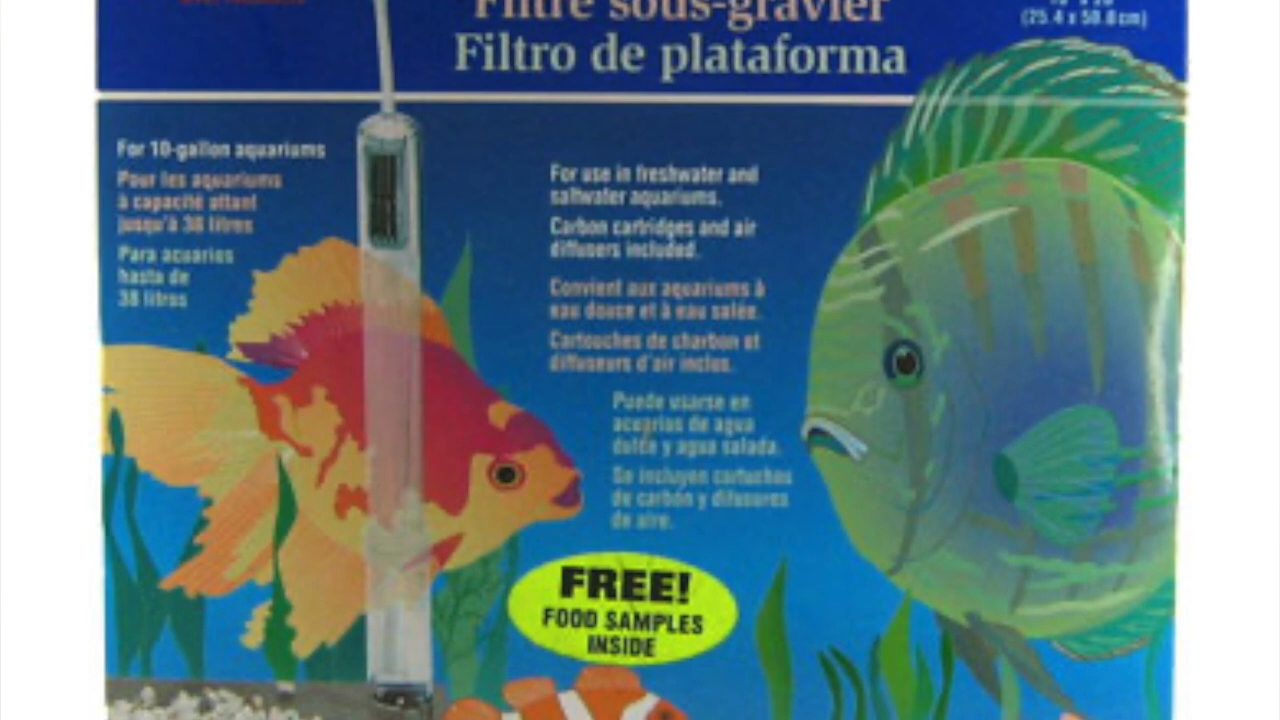 Filtre sous-gravier
Filtro de plataforma
(25.4 x 50.8cm)
For 10-gallon aquariums
Pour les aquariums
à capacité allant
jusqu'à 38 litres
Para acuarios
hasta de
38 litros
For use in freshwater and
saltwater aquariums.
Carbon cartridges and air
diffusers included.
Convient aux aquariums à
eau douce et à eau salée.
Cartouches de charbon et
diffuseurs d'air inclus.
Puede usarse en
acuarios de agua
dulce y agua salada.
Se incluyen cartuchos
de carbón y difusores
de aire.
FREE!
FOOD SAMPLES
INSIDE